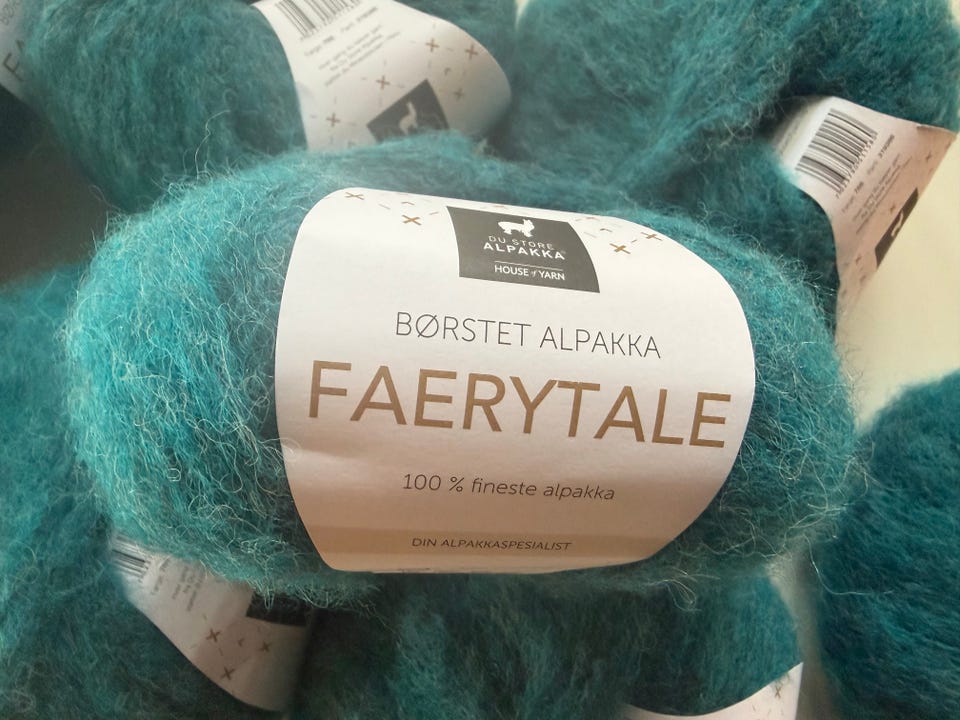 DU STORE
ALPAKKA
HOUSE of YARN
BØRSTET ALPAKKA
FAERYTALE
100 % fineste alpakka
DIN ALPAKKASPESIALIST